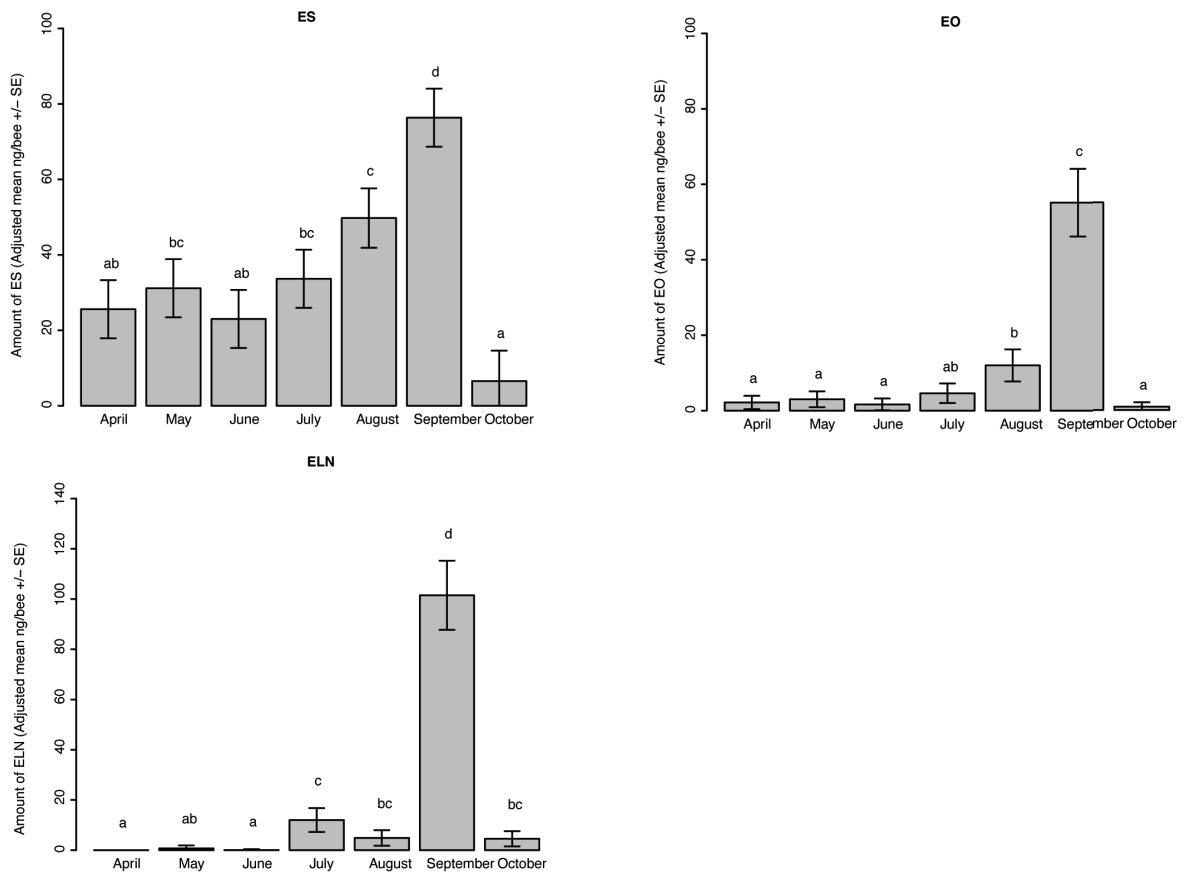 ES
Amount of ES (Adjusted mean ng/bee +/− SE)
0 20 40 60 80 100
ab bc ab bc c d a
April May June July August September October
EO
Amount of EO (Adjusted mean ng/bee +/− SE)
0 20 40 60 80 100
a a a ab b c a
April May June July August September October
ELN
Amount of ELN (Adjusted mean ng/bee +/− SE)
0 20 40 60 80 100 120 140
a ab a c bc d bc
April May June July August September October